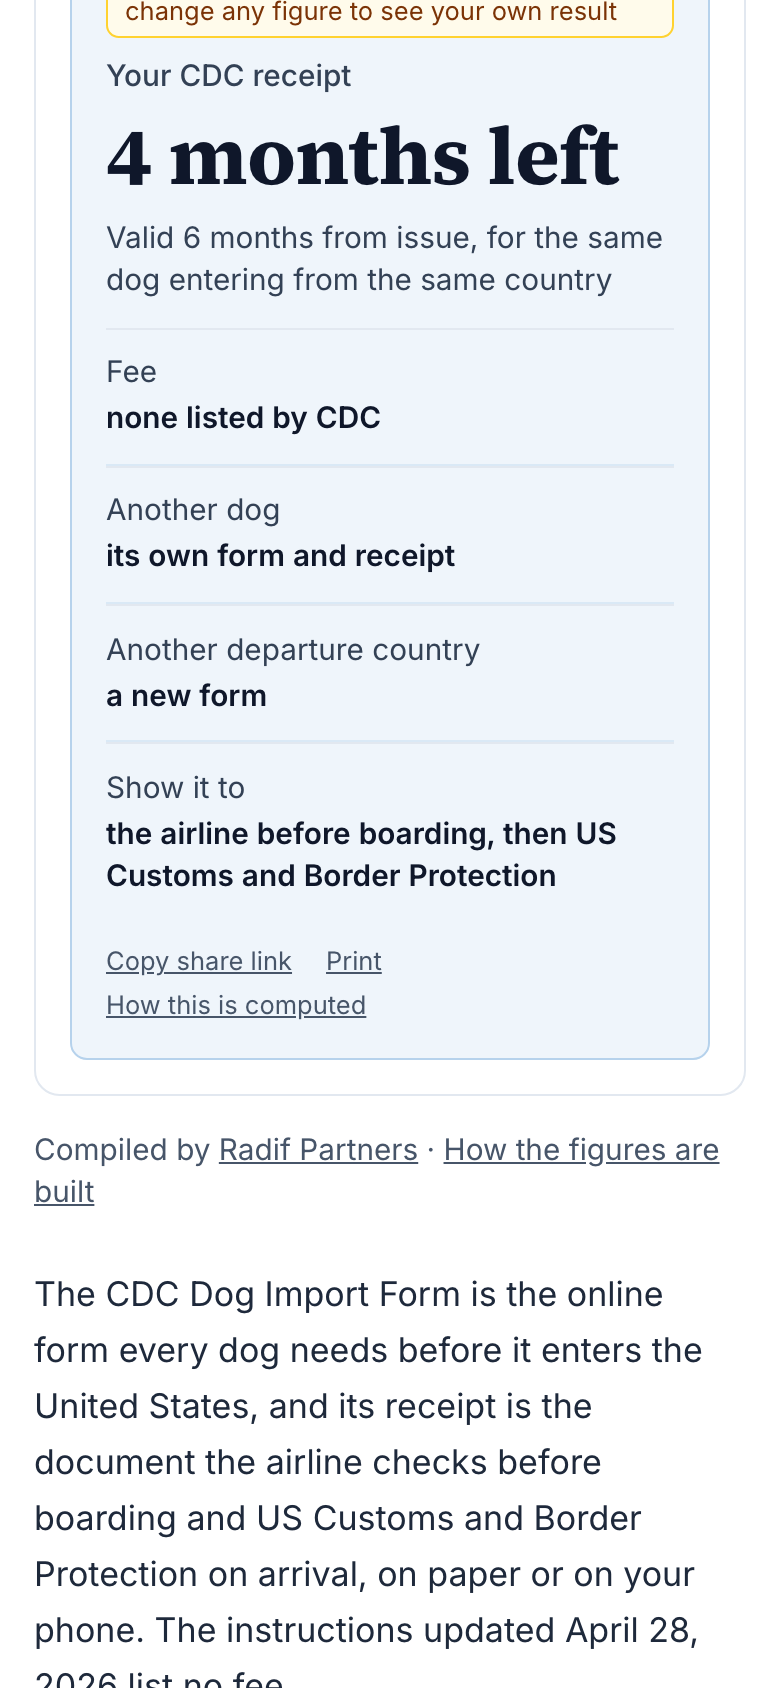 change any figure to see your own result
Your CDC receipt
4 months left
Valid 6 months from issue, for the same
dog entering from the same country
Fee
none listed by CDC
Another dog
its own form and receipt
Another departure country
a new form
Show it to
the airline before boarding, then US
Customs and Border Protection
Copy share link Print
How this is computed
Compiled by Radif Partners · How the figures are
built
The CDC Dog Import Form is the online
form every dog needs before it enters the
United States, and its receipt is the
document the airline checks before
boarding and US Customs and Border
Protection on arrival, on paper or on your
phone. The instructions updated April 28,
2026 list no fee